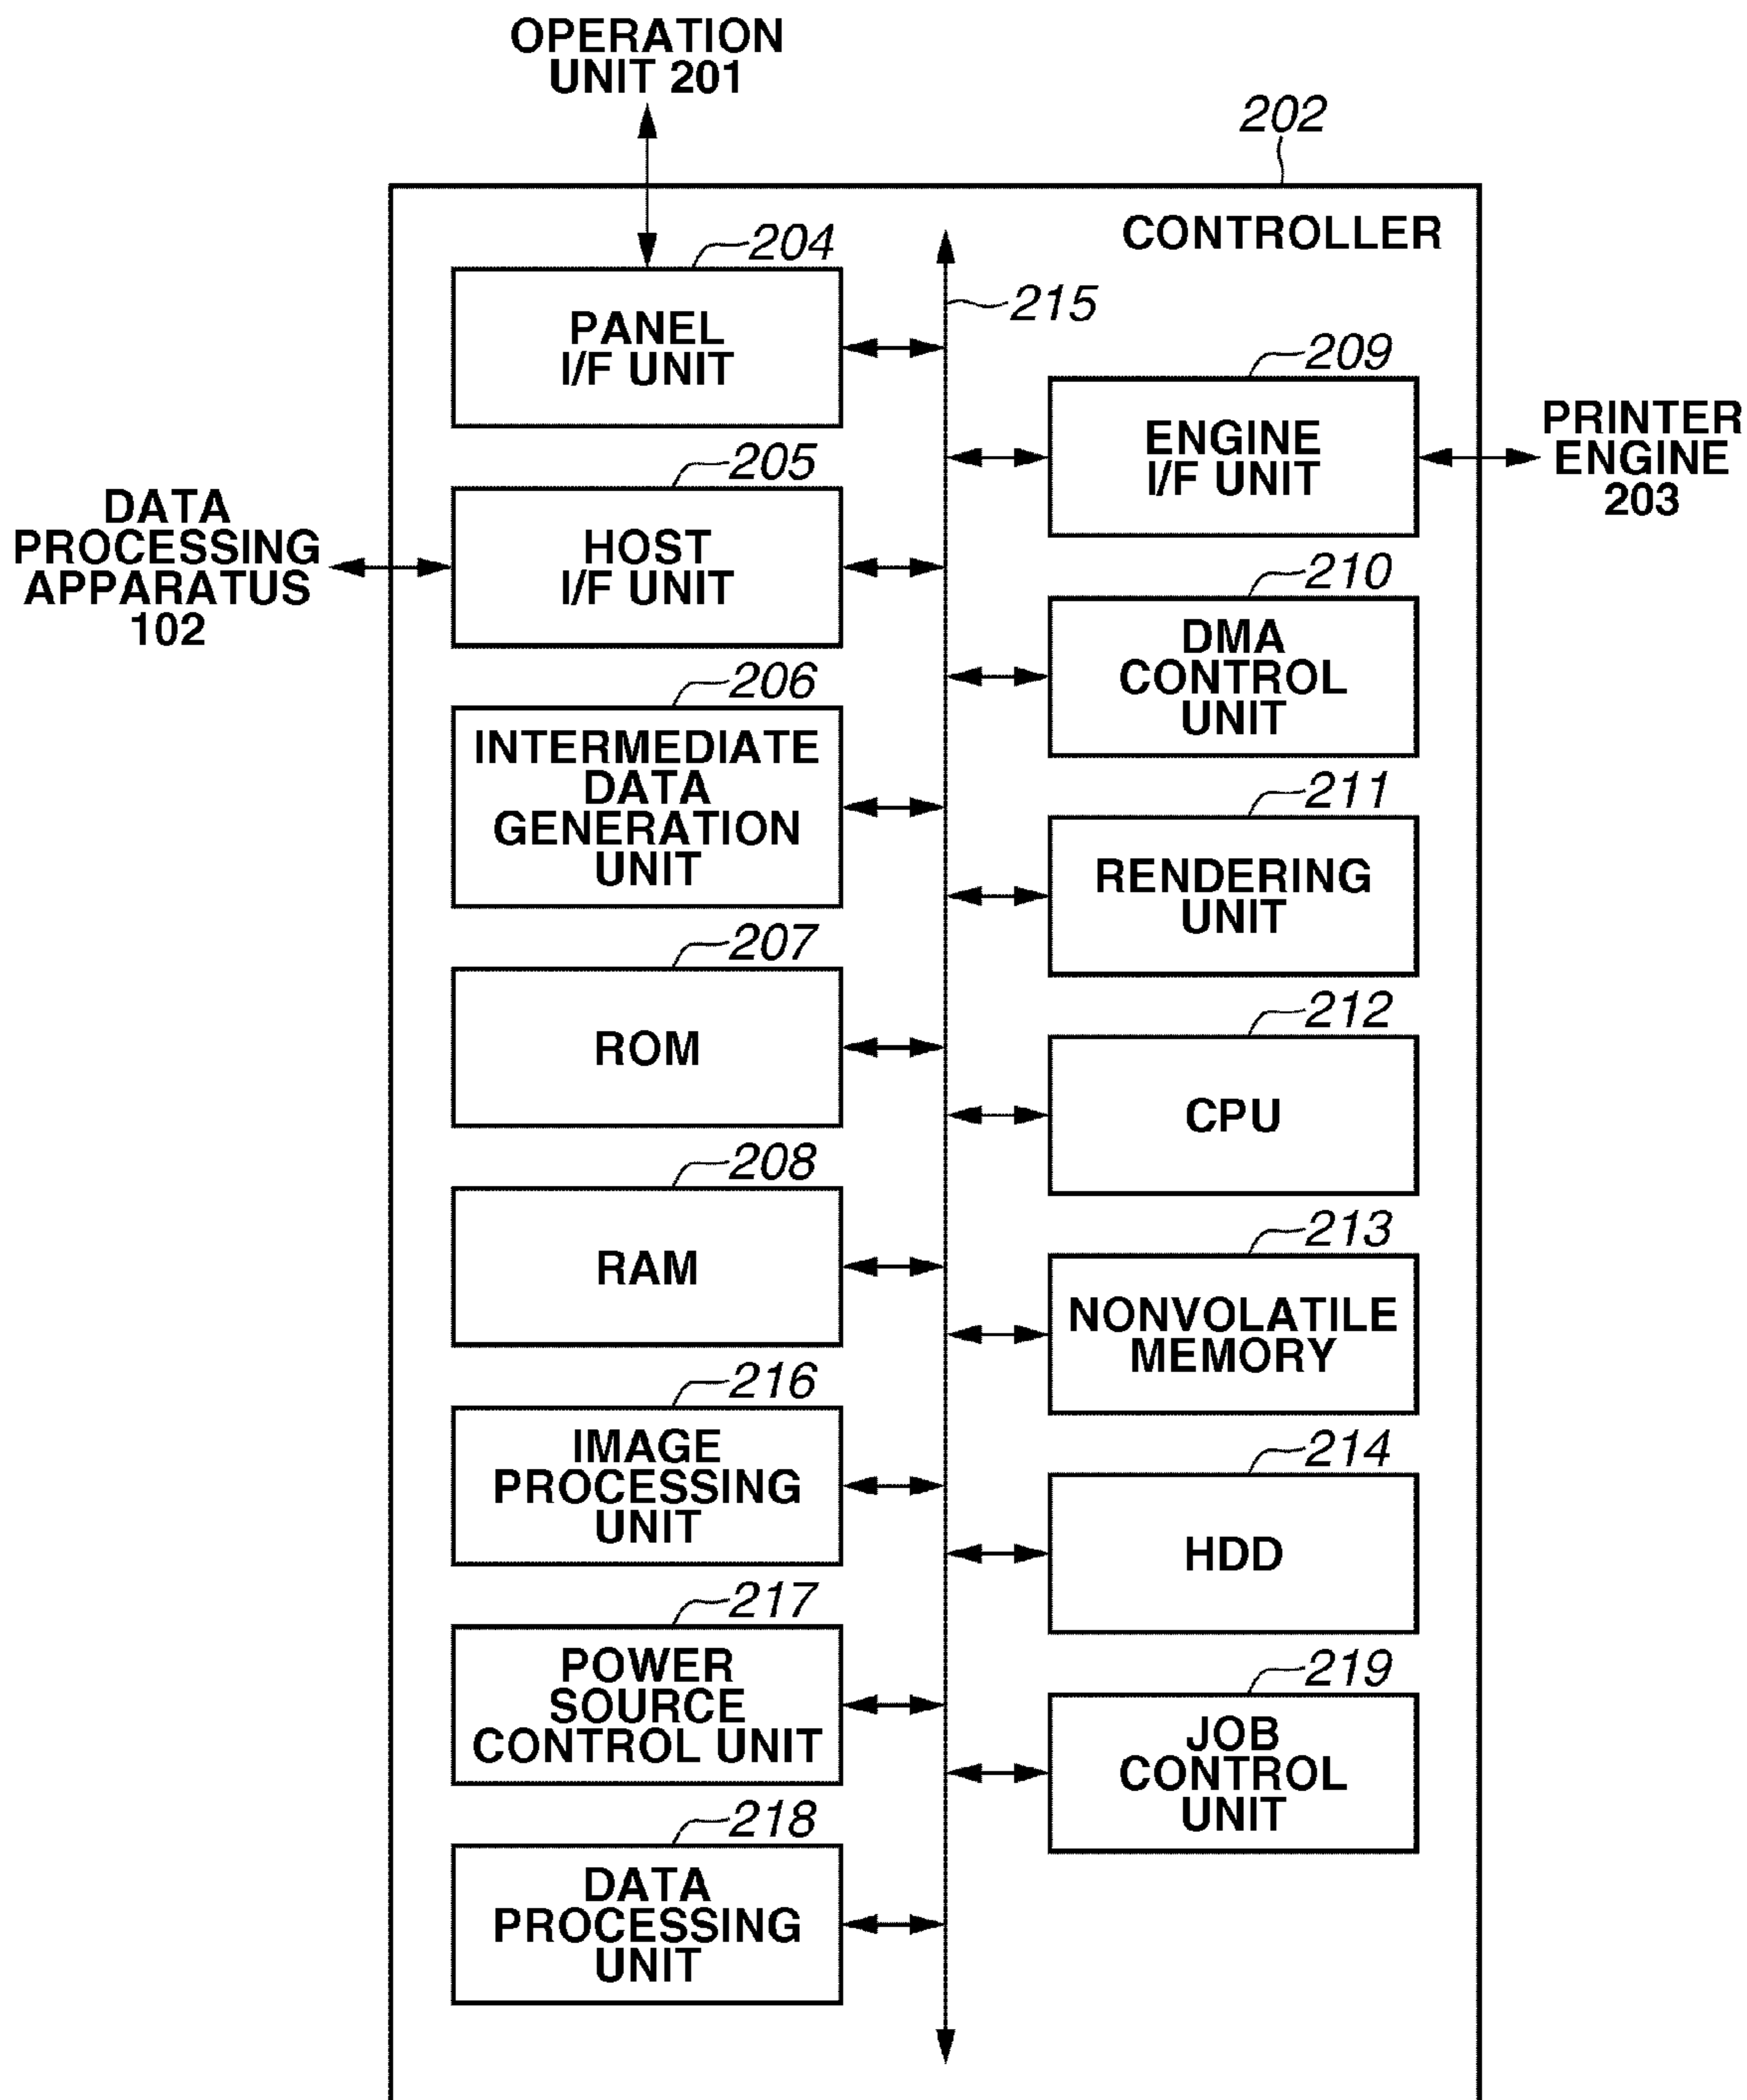 OPERATION
UNIT 201
202
CONTROLLER
204
PANEL
I/F UNIT
215
209
ENGINE
I/F UNIT
PRINTER
ENGINE
203
205
HOST
I/F UNIT
DATA
PROCESSING
APPARATUS
102
210
DMA
CONTROL
UNIT
206
INTERMEDIATE
DATA
GENERATION
UNIT
211
RENDERING
UNIT
207
ROM
212
CPU
208
RAM
213
NONVOLATILE
MEMORY
216
IMAGE
PROCESSING
UNIT
214
HDD
217
POWER
SOURCE
CONTROL UNIT
219
JOB
CONTROL
UNIT
218
DATA
PROCESSING
UNIT